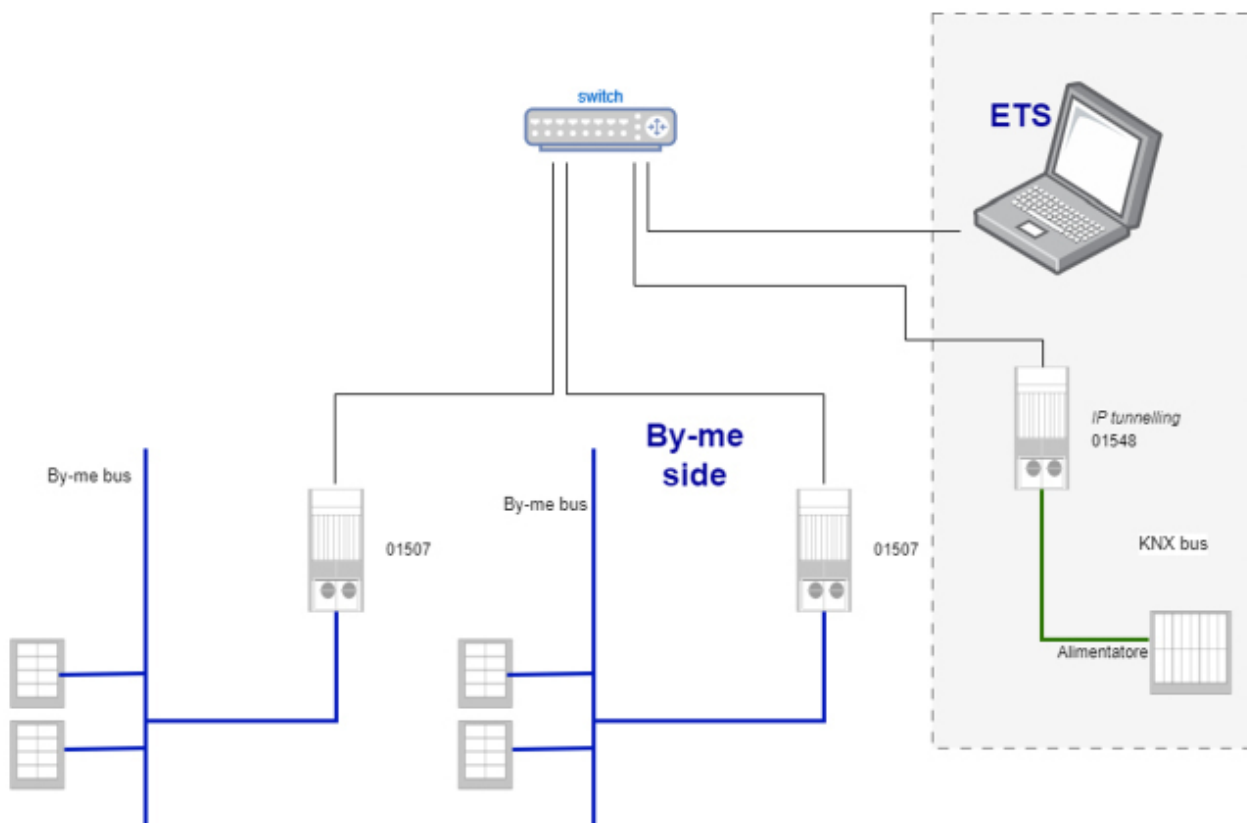 switch
ETS
IP tunnelling
01548
By-me
side
By-me bus
By-me bus
01507
01507
KNX bus
Alimentatore